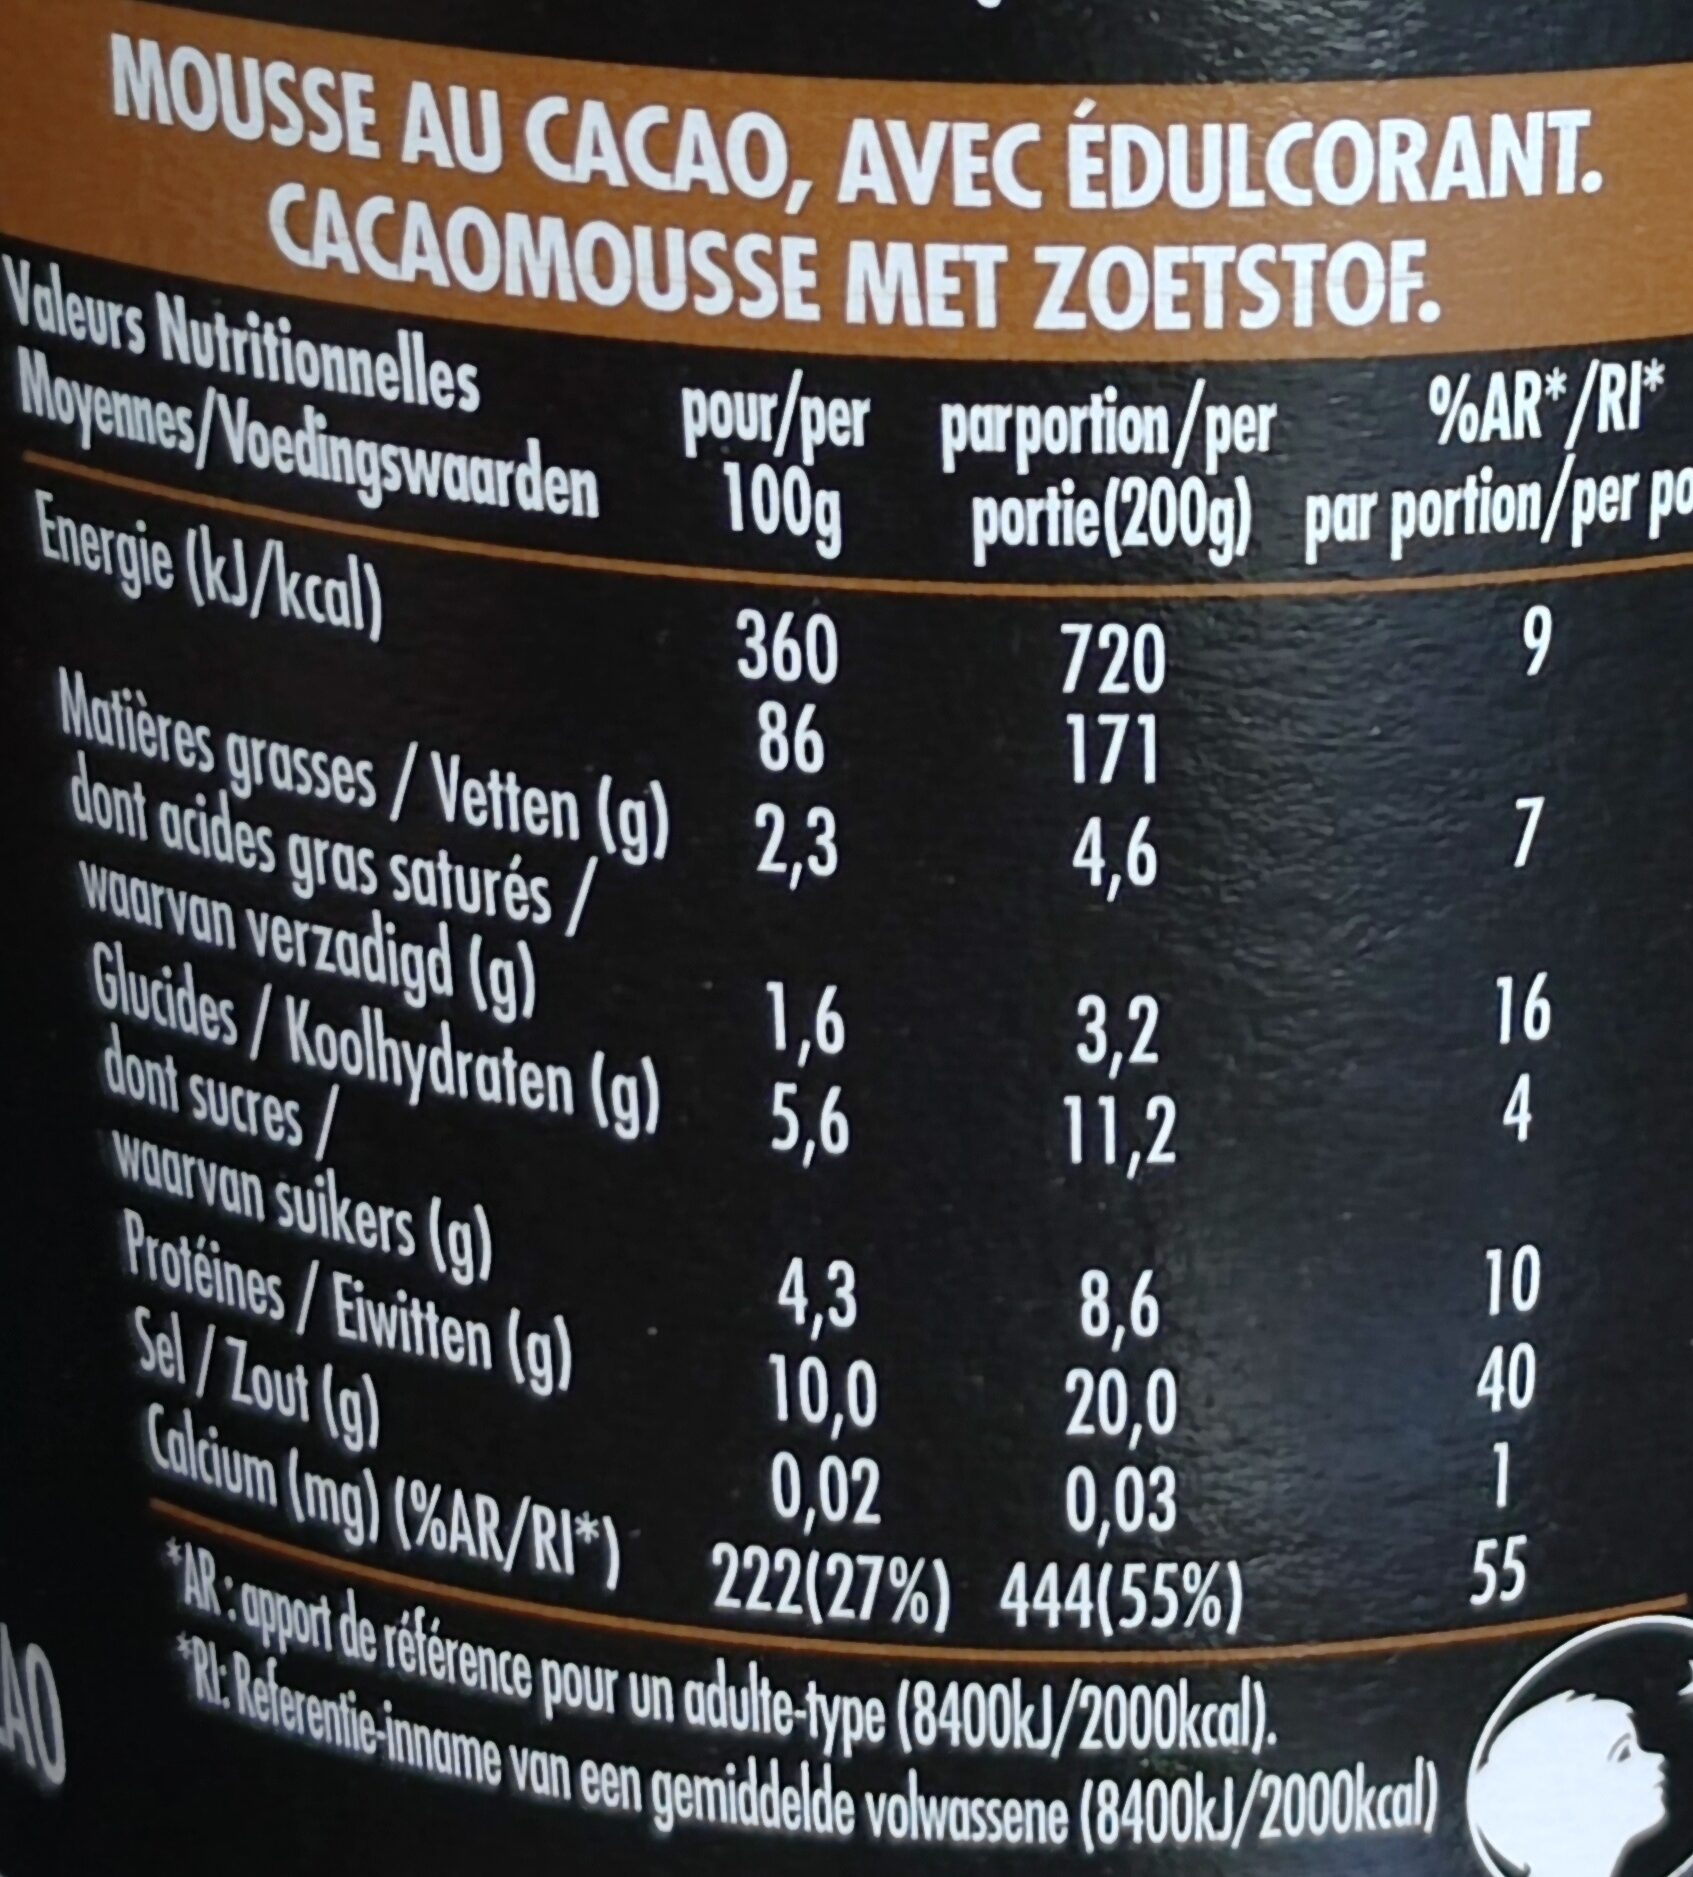 MOUSSE AU CACAO, AVEC ÉDULCORANT.
CACAOMOUSSE MET ZOETSTOF.
Valeurs Nutritionnelles
Moyennes/Voedingswaarden pour/per 100g par portion/per portie(200g) %AR*/RI* par portion/per
Energie (kJ/kcal) 360 720 9
86 171
Matières grasses / Vetten (g) 2,3 4,6 7
dont acides gras saturés /
waarvan verzadigd (g) 1,6 3,2 16
Glucides / Koolhydraten (g) 5,6 11,2 4
dont sucres /
waarvan suikers (g) 4,3 8,6 10
Protéines / Eiwitten (g) 10,0 20,0 40
Sel / Zout (g) 0,02 0,03 1
Calcium (mg) (%AR/RI*) 222(27%) 444(55%) 55
*AR : apport de référence pour un adulte-type (8400kJ/2000kcal).
*RI: Referentie-inname van een gemiddelde volwassene (8400kJ/2000kcal)